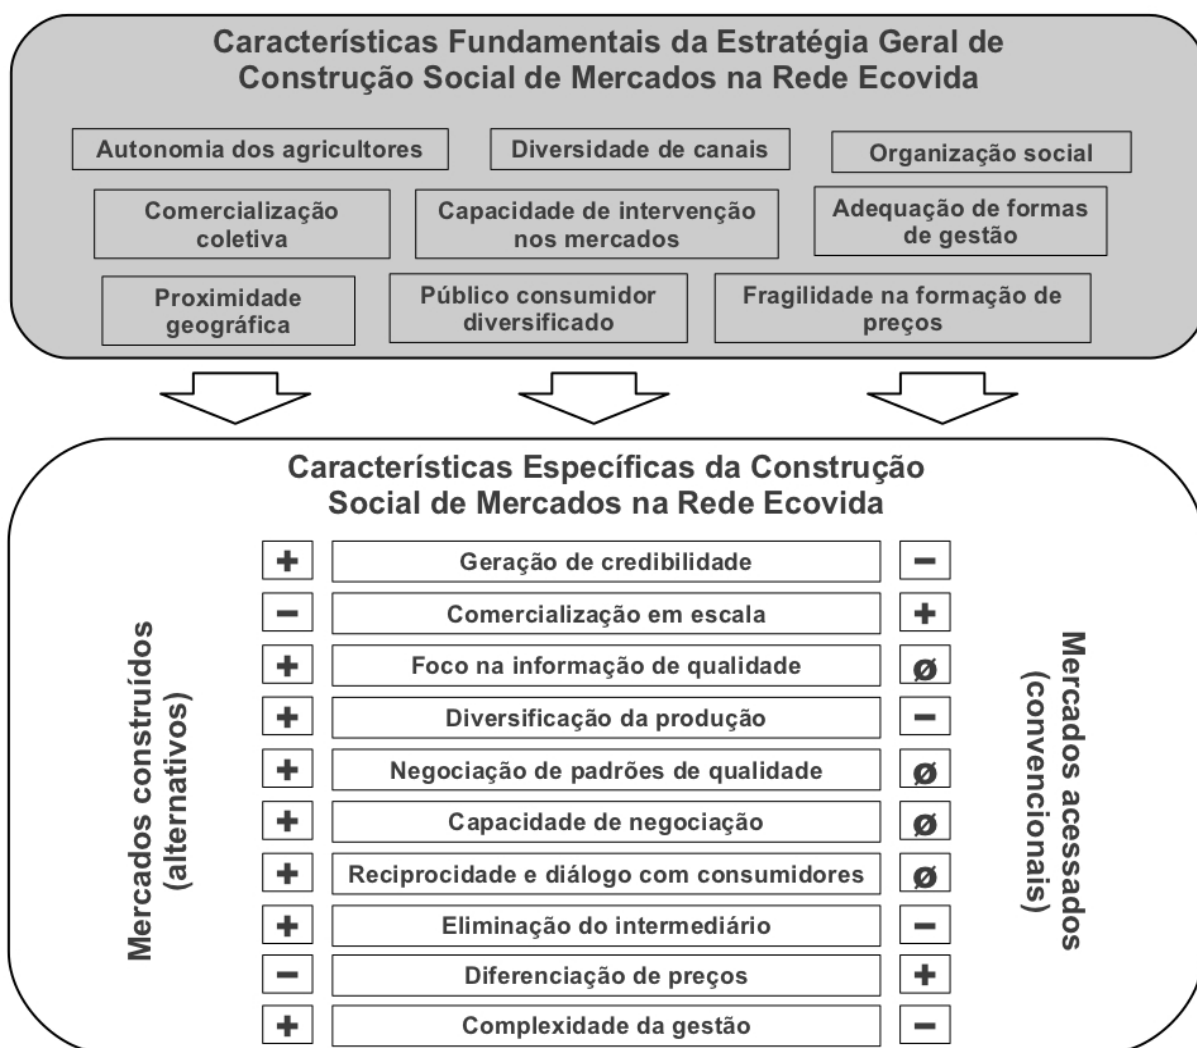 Características Fundamentais da Estratégia Geral de
Construção Social de Mercados na Rede Ecovida
Autonomia dos agricultores
Diversidade de canais
Organização social
Comercialização
coletiva
Capacidade de intervenção
nos mercados
Adequação de formas
de gestão
Proximidade
geográfica
Público consumidor
diversificado
Fragilidade na formação de
preços
Características Específicas da Construção
Social de Mercados na Rede Ecovida
Mercados construídos
(alternativos)
+ Geração de credibilidade −
− Comercialização em escala +
+ Foco na informação de qualidade ø
+ Diversificação da produção −
+ Negociação de padrões de qualidade ø
+ Capacidade de negociação ø
+ Reciprocidade e diálogo com consumidores ø
+ Eliminação do intermediário −
− Diferenciação de preços +
+ Complexidade da gestão −
Mercados acessados
(convencionais)